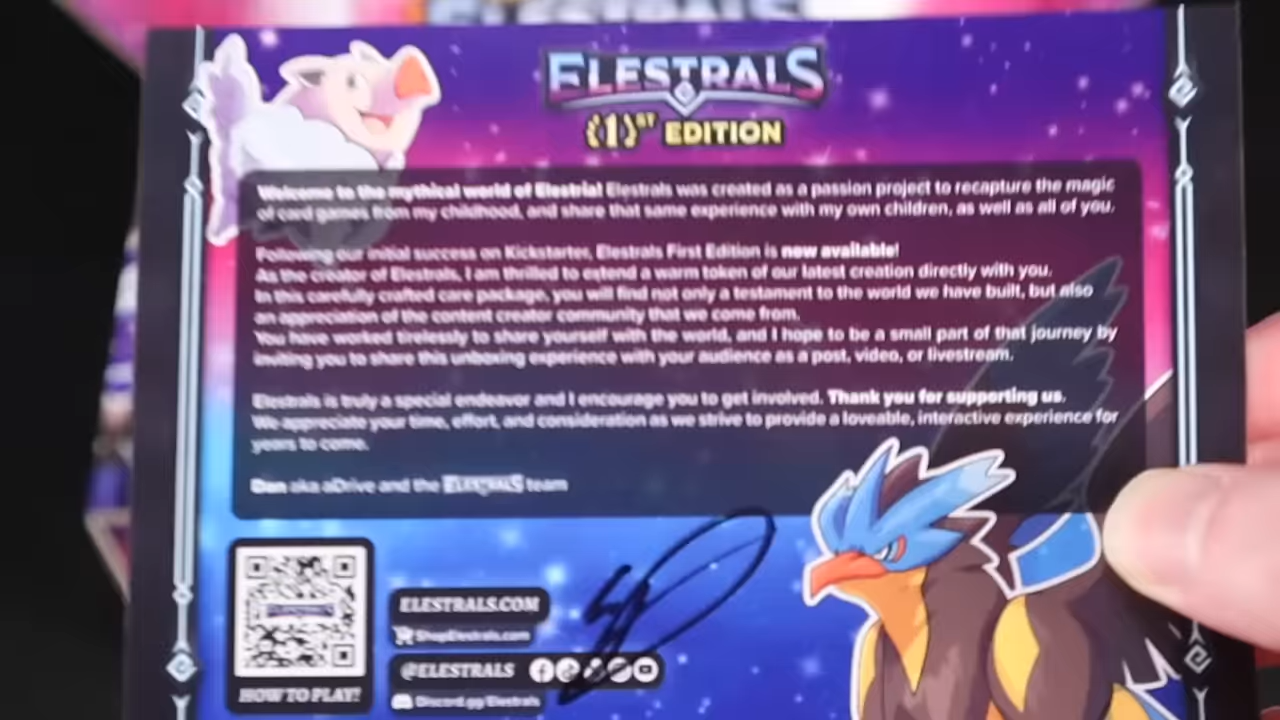 ELESTRALS
1ST EDITION
Welcome to the mythical world of Elestria! Elestrals was created as a passion project to recapture the magic
of card games from my childhood, and share that same experience with my own children, as well as all of you.
Following our initial success on Kickstarter, Elestrals First Edition is now available!
As the creator of Elestrals, I am thrilled to extend a warm token of our latest creation directly with you.
In this carefully crafted care package, you will find not only a testament to the world we have built, but also
an appreciation of the content creator community that we come from.
You have worked tirelessly to share yourself with the world, and I hope to be a small part of that journey by
inviting you to share this unboxing experience with your audience as a post, video, or livestream.
Elestrals is truly a special endeavor and I encourage you to get involved. Thank you for supporting us.
We appreciate your time, effort, and consideration as we strive to provide a loveable, interactive experience for
years to come.
Dan aka aDrive and the ELESTRALS team
ELESTRALS.COM
ShopElestrals.com
@ELESTRALS
HOW TO PLAY!
Discord.gg/Elestrals